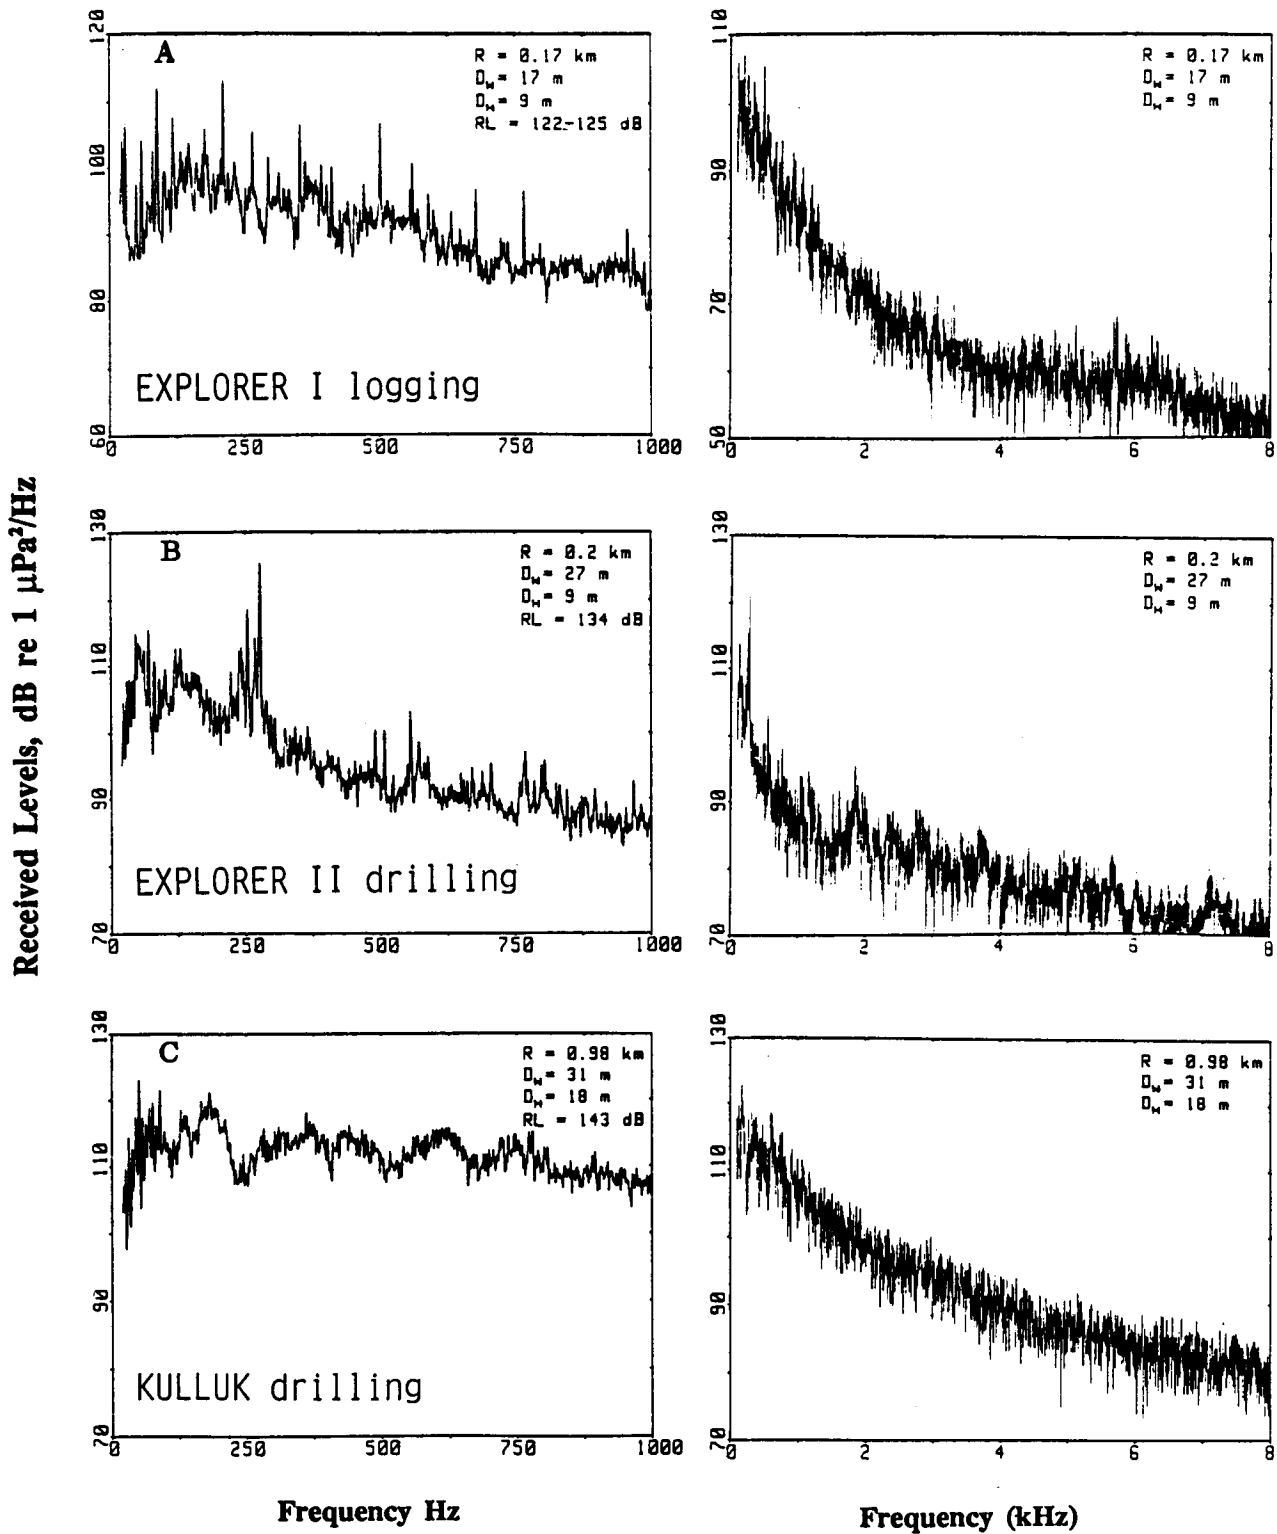 Received Levels, dB re 1 µPa²/Hz
120
100
80
60
A
R = 0.17 km
D_W= 17 m
D_H= 9 m
RL = 122-125 dB
EXPLORER I logging
0 250 500 750 1000
110
90
70
50
R = 0.17 km
D_W= 17 m
D_H= 9 m
0 2 4 6 8
130
110
90
70
B
R = 0.2 km
D_W= 27 m
D_H= 9 m
RL = 134 dB
EXPLORER II drilling
0 250 500 750 1000
130
110
90
70
R = 0.2 km
D_W= 27 m
D_H= 9 m
0 2 4 6 8
130
110
90
70
C
R = 0.98 km
D_W= 31 m
D_H= 18 m
RL = 143 dB
KULLUK drilling
0 250 500 750 1000
130
110
90
70
R = 0.98 km
D_W= 31 m
D_H= 18 m
0 2 4 6 8
Frequency Hz
Frequency (kHz)